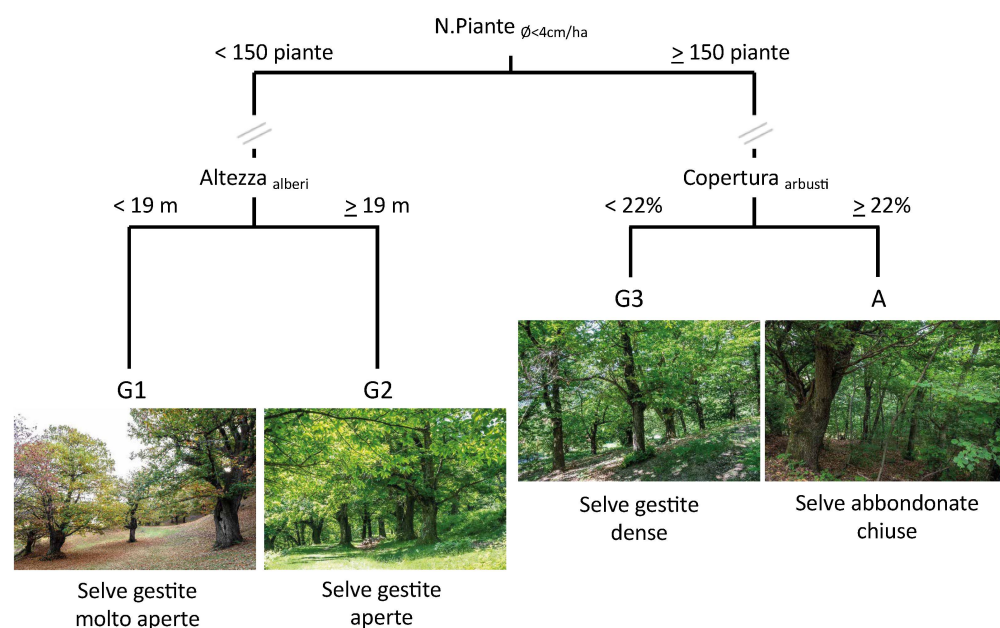 N.Piante Ø<4cm/ha
< 150 piante
≥ 150 piante
Altezza alberi
Copertura arbusti
< 19 m
≥ 19 m
< 22%
≥ 22%
G3
A
G1
G2
Selve gestite
dense
Selve abbondonate
chiuse
Selve gestite
molto aperte
Selve gestite
aperte